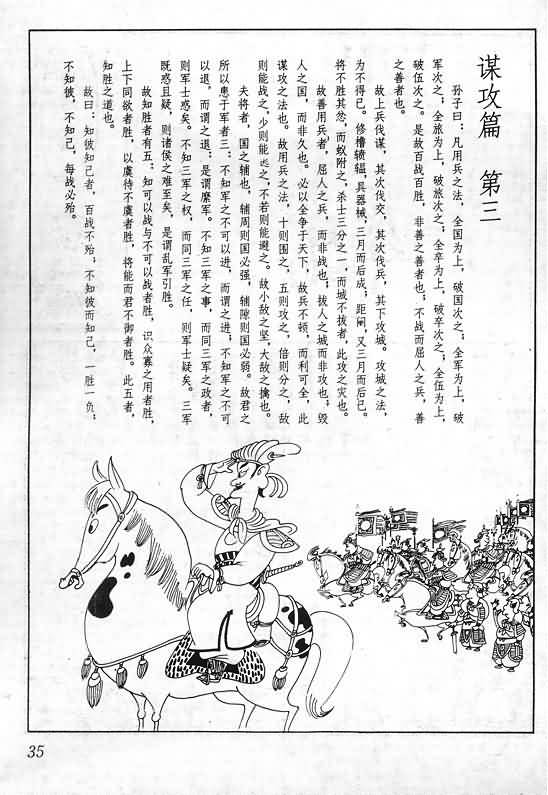 谋攻篇 第三
孙子曰：凡用兵之法，全国为上，破国次之；全军为上，破
军次之；全旅为上，破旅次之；全卒为上，破卒次之；全伍为上，
破伍次之。是故百战百胜，非善之善者也；不战而屈人之兵，善
之善者也。
故上兵伐谋，其次伐交，其次伐兵，其下攻城。攻城之法，
为不得已。修橹轒辒，具器械，三月而后成；距闉，又三月而后已。
将不胜其忿，而蚁附之，杀士三分之一，而城不拔者，此攻之灾也。
故善用兵者，屈人之兵，而非战也；拔人之城而非攻也；毁
人之国，而非久也。必以全争于天下，故兵不顿，而利可全，此
谋攻之法也。故用兵之法，十则围之，五则攻之，倍则分之，故
则能战之，少则能逃之，不若则能避之。故小敌之坚，大敌之擒也。
夫将者，国之辅也，辅周则国必强，辅隙则国必弱。故君之
所以患于军者三：不知军之不可以进，而谓之进；不知军之不可
以退，而谓之退；是谓縻军。不知三军之事，而同三军之政者，
则军士惑矣。不知三军之权，而同三军之任，则军士疑矣。三军
既惑且疑，则诸侯之难至矣，是谓乱军引胜。
故知胜者有五：知可以战与不可以战者胜，识众寡之用者胜，
上下同欲者胜，以虞待不虞者胜，将能而君不御者胜。此五者，
知胜之道也。
故曰：知彼知己者，百战不殆；不知彼而知己，一胜一负；
不知彼，不知己，每战必殆。
35